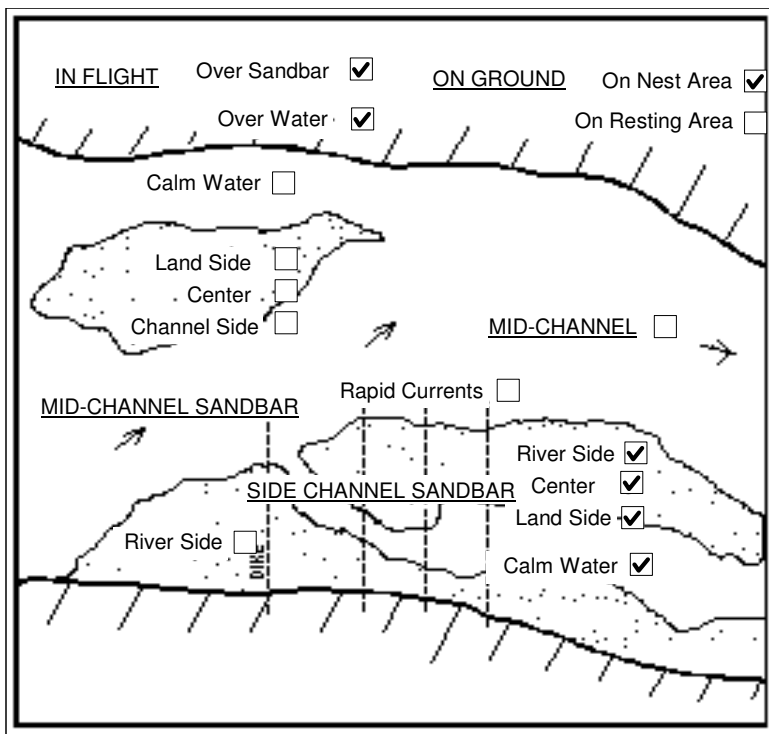 IN FLIGHT
Over Sandbar
ON GROUND
On Nest Area
Over Water
On Resting Area
Calm Water
Land Side
Center
Channel Side
MID-CHANNEL
Rapid Currents
MID-CHANNEL SANDBAR
River Side
Center
SIDE CHANNEL SANDBAR
Land Side
River Side
DIKE
Calm Water